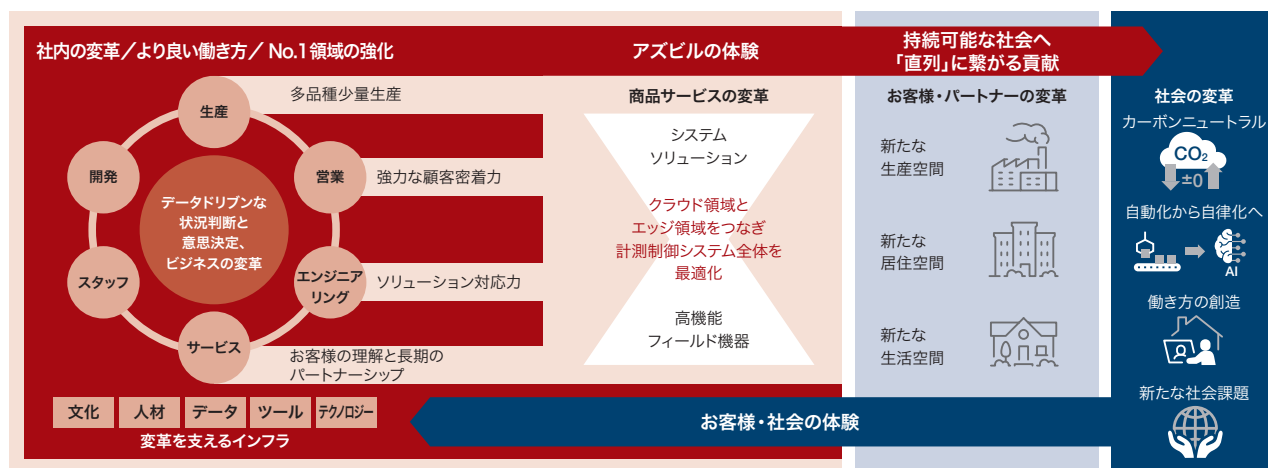 社内の変革／より良い働き方／No.1領域の強化
アズビルの体験
持続可能な社会へ
「直列」に繋がる貢献
生産
多品種少量生産
開発
営業
強力な顧客密着力
データドリブンな
状況判断と
意思決定、
ビジネスの変革
スタッフ
エンジニア
リング
ソリューション対応力
サービス
お客様の理解と長期の
パートナーシップ
文化
人材
データ
ツール
テクノロジー
変革を支えるインフラ
商品サービスの変革
システム
ソリューション
クラウド領域と
エッジ領域をつなぎ
計測制御システム全体を
最適化
高機能
フィールド機器
お客様・パートナーの変革
新たな
生産空間
新たな
居住空間
新たな
生活空間
社会の変革
カーボンニュートラル
CO₂
±0
自動化から自律化へ
AI
働き方の創造
新たな社会課題
お客様・社会の体験